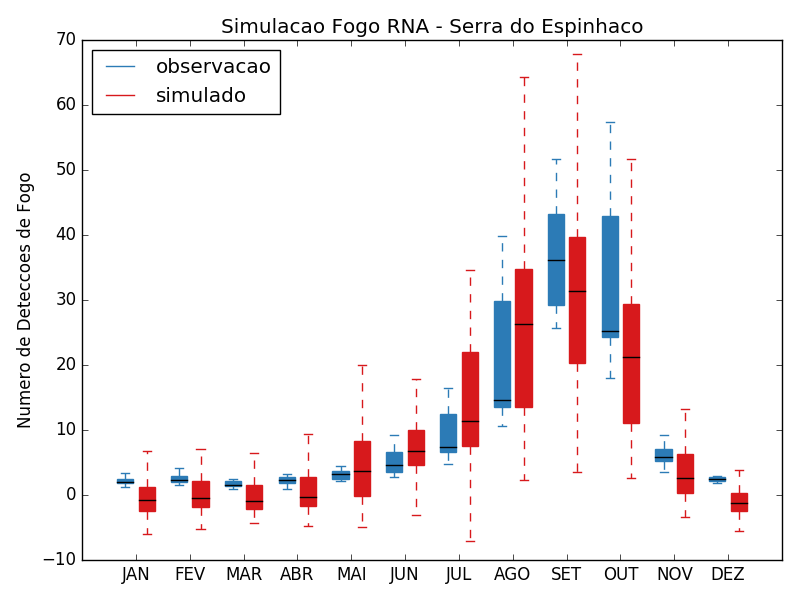 Simulacao Fogo RNA - Serra do Espinhaco
observacao
simulado
Numero de Deteccoes de Fogo
70
60
50
40
30
20
10
0
−10
JAN FEV MAR ABR MAI JUN JUL AGO SET OUT NOV DEZ